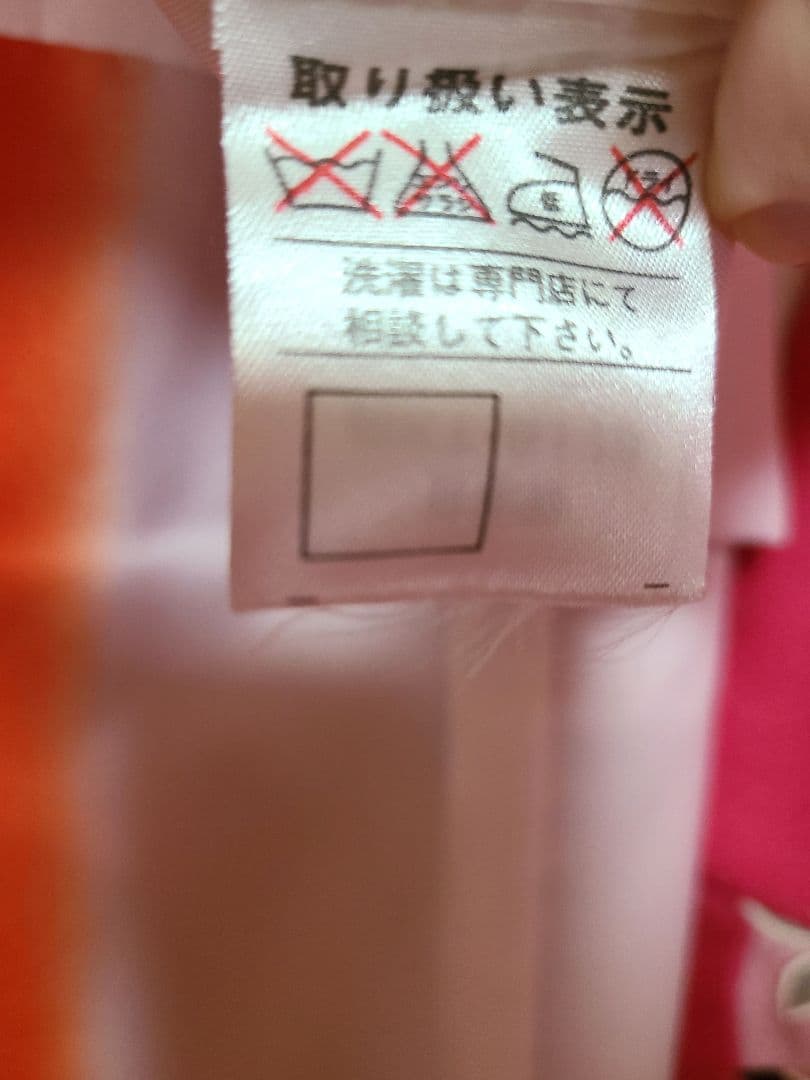 取り扱い表示
低
洗濯は専門店にて
相談して下さい。